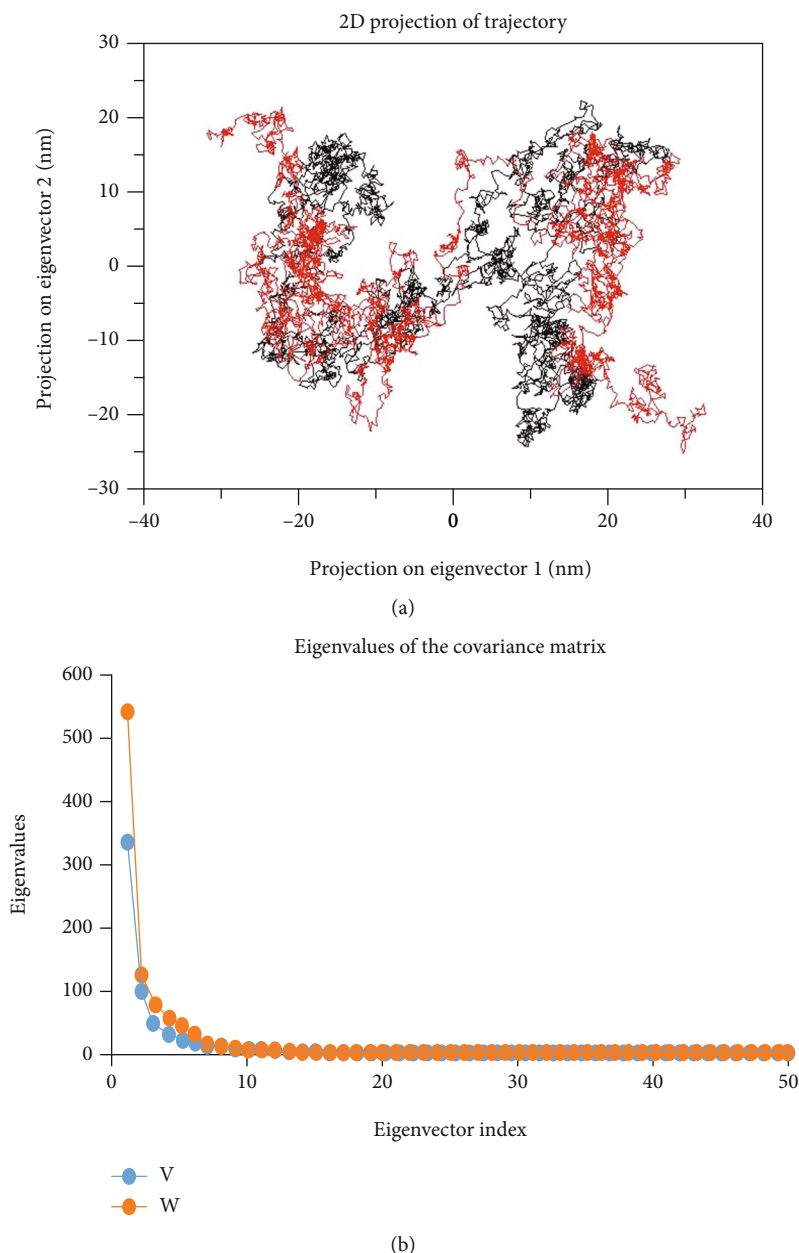 2D projection of trajectory
30
20
10
0
–10
–20
–30
Projection on eigenvector 2 (nm)
–40
–20
0
20
40
Projection on eigenvector 1 (nm)
(a)
Eigenvalues of the covariance matrix
600
500
400
300
200
100
0
Eigenvalues
0
10
20
30
40
50
Eigenvector index
V
W
(b)